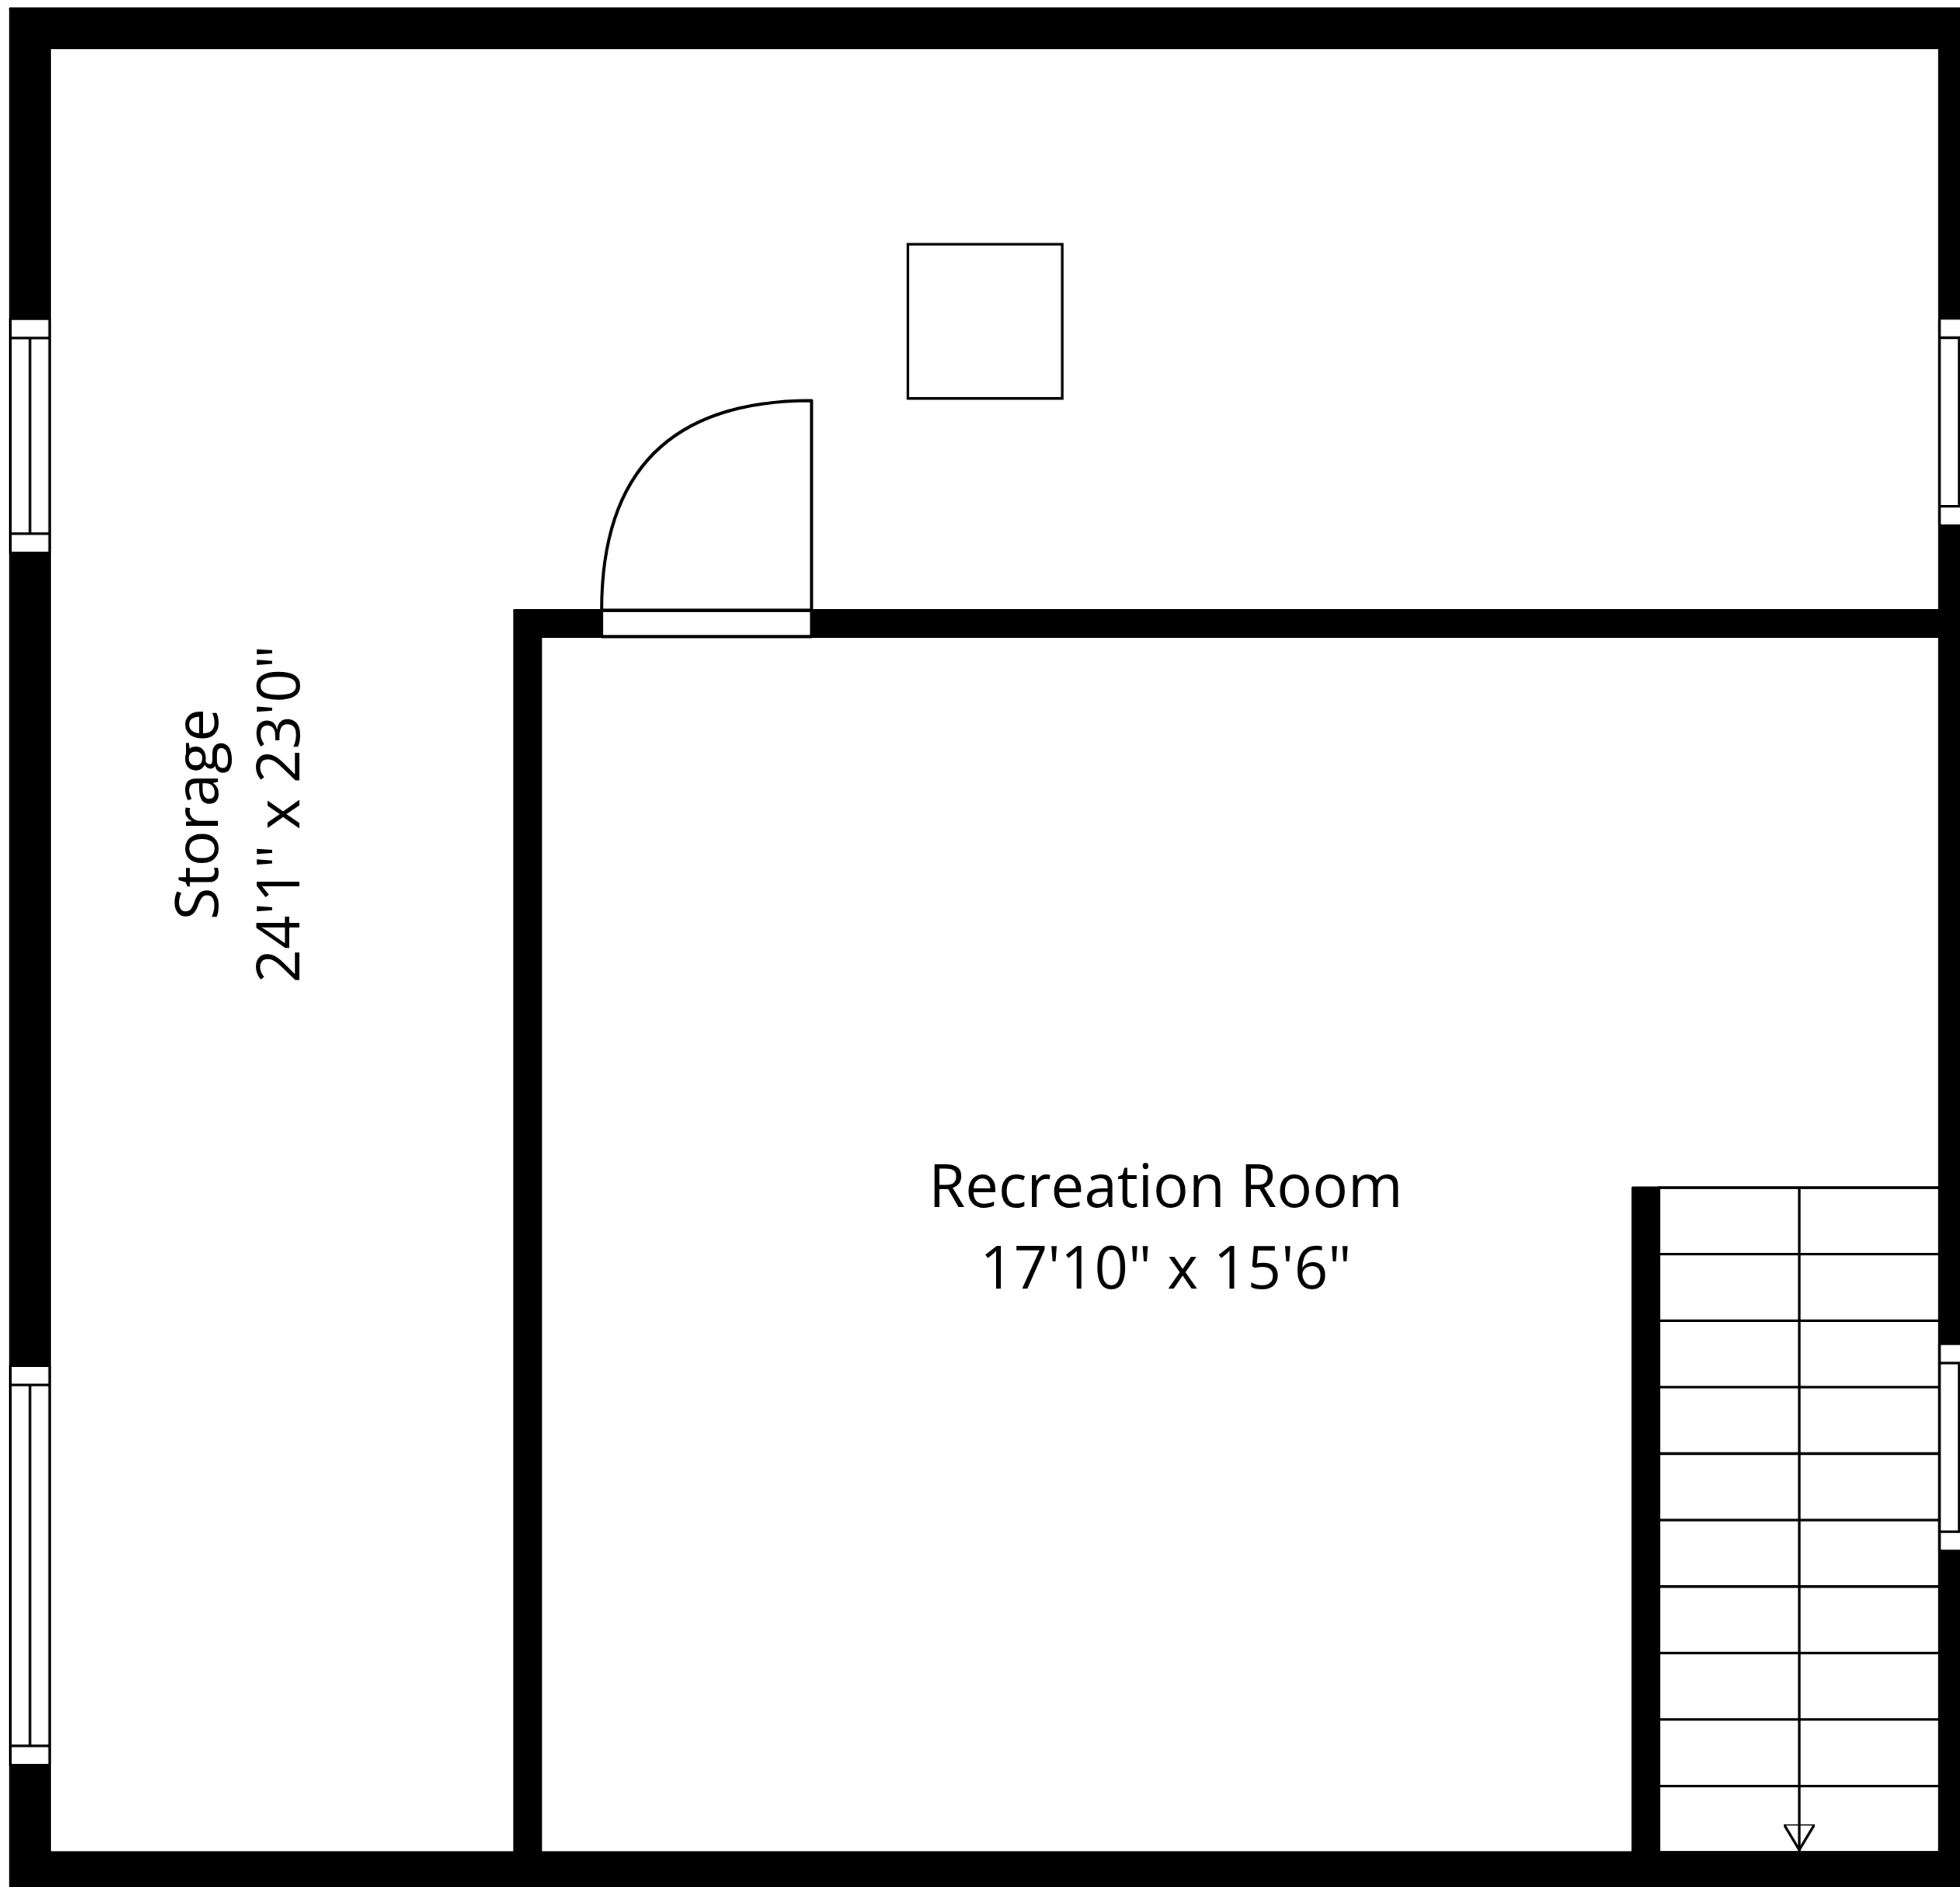 Storage
24'1" x 23'0"
Recreation Room
17'10" x 15'6"